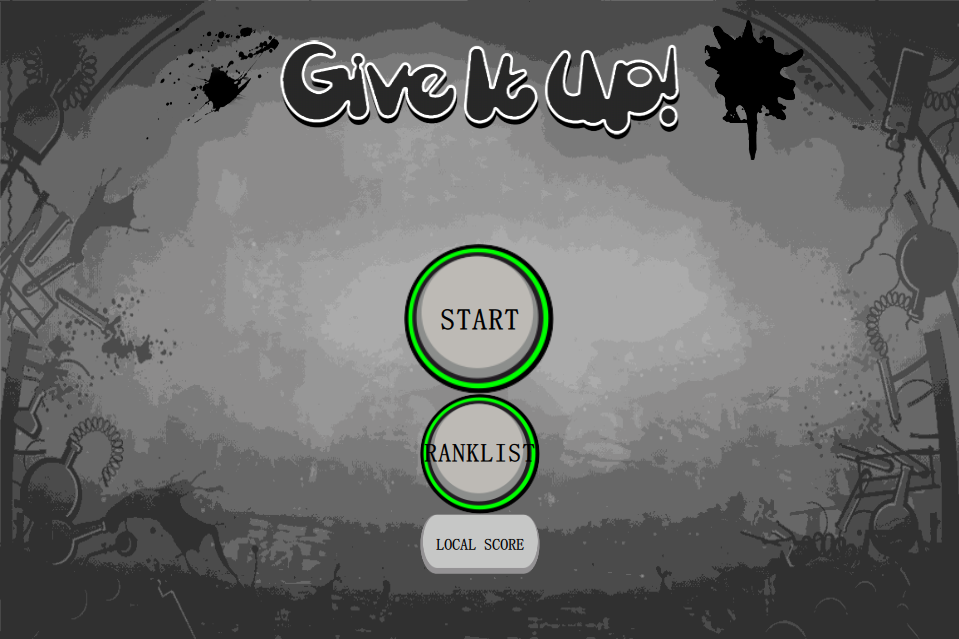 Give It Up!
START
RANKLIST
LOCAL SCORE